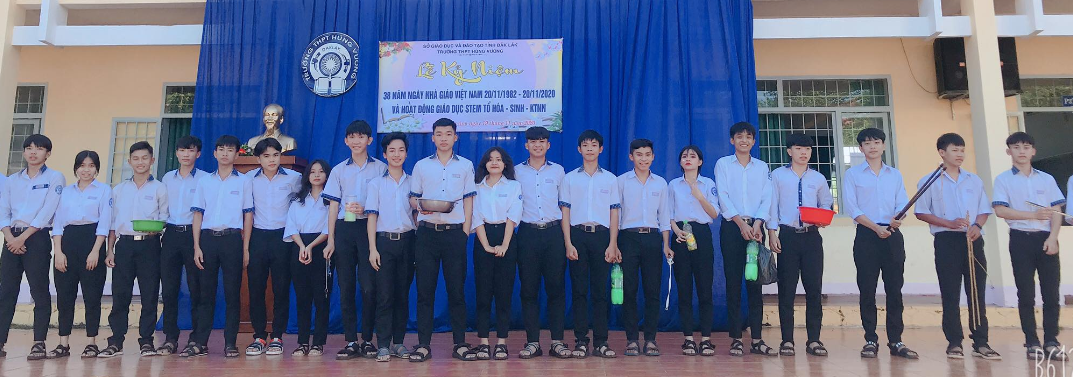 SỞ GIÁO DỤC VÀ ĐÀO TẠO TỈNH ĐẮK LẮK
TRƯỜNG THPT HÙNG VƯƠNG
Lễ Kỷ Niệm
38 NĂM NGÀY NHÀ GIÁO VIỆT NAM 20/11/1982 - 20/11/2020
VÀ HOẠT ĐỘNG GIÁO DỤC STEM TỔ HÓA - SINH - KTNN
TRƯỜNG THPT HÙNG VƯƠNG
ĐAKLAK
B612